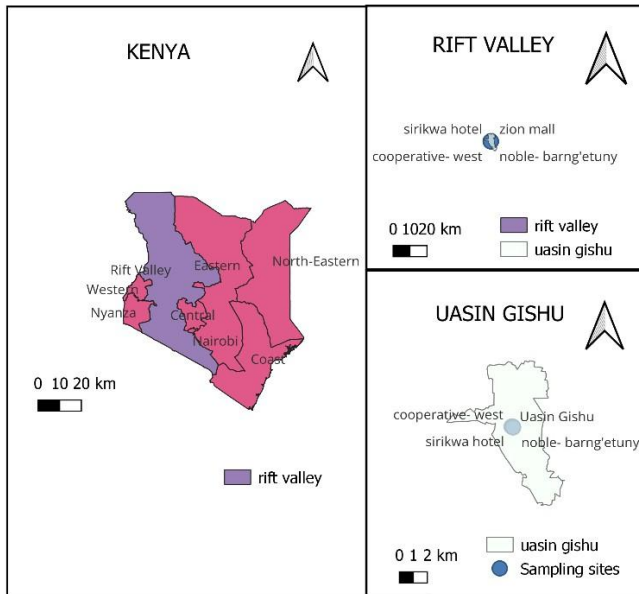 KENYA
Rift Valley
Eastern
North-Eastern
Western
Nyanza
Central
Nairobi
Coast
0 10 20 km
rift valley
RIFT VALLEY
sirikwa hotel zion mall
cooperative- west noble- barng'etuny
0 1020 km
rift valley
uasin gishu
UASIN GISHU
cooperative- west Uasin Gishu
sirikwa hotel noble- barng'etuny
0 1 2 km
uasin gishu
Sampling sites